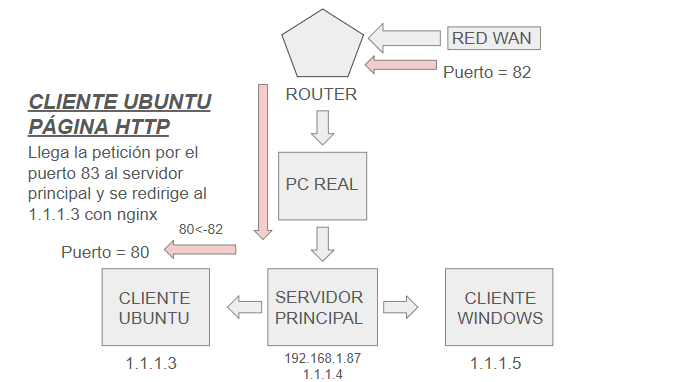 RED WAN
Puerto = 82
ROUTER
CLIENTE UBUNTU
PÁGINA HTTP
Llega la petición por el
puerto 83 al servidor
principal y se redirige al
1.1.1.3 con nginx
PC REAL
80<-82
Puerto = 80
CLIENTE
UBUNTU
SERVIDOR
PRINCIPAL
CLIENTE
WINDOWS
1.1.1.3
192.168.1.87
1.1.1.4
1.1.1.5